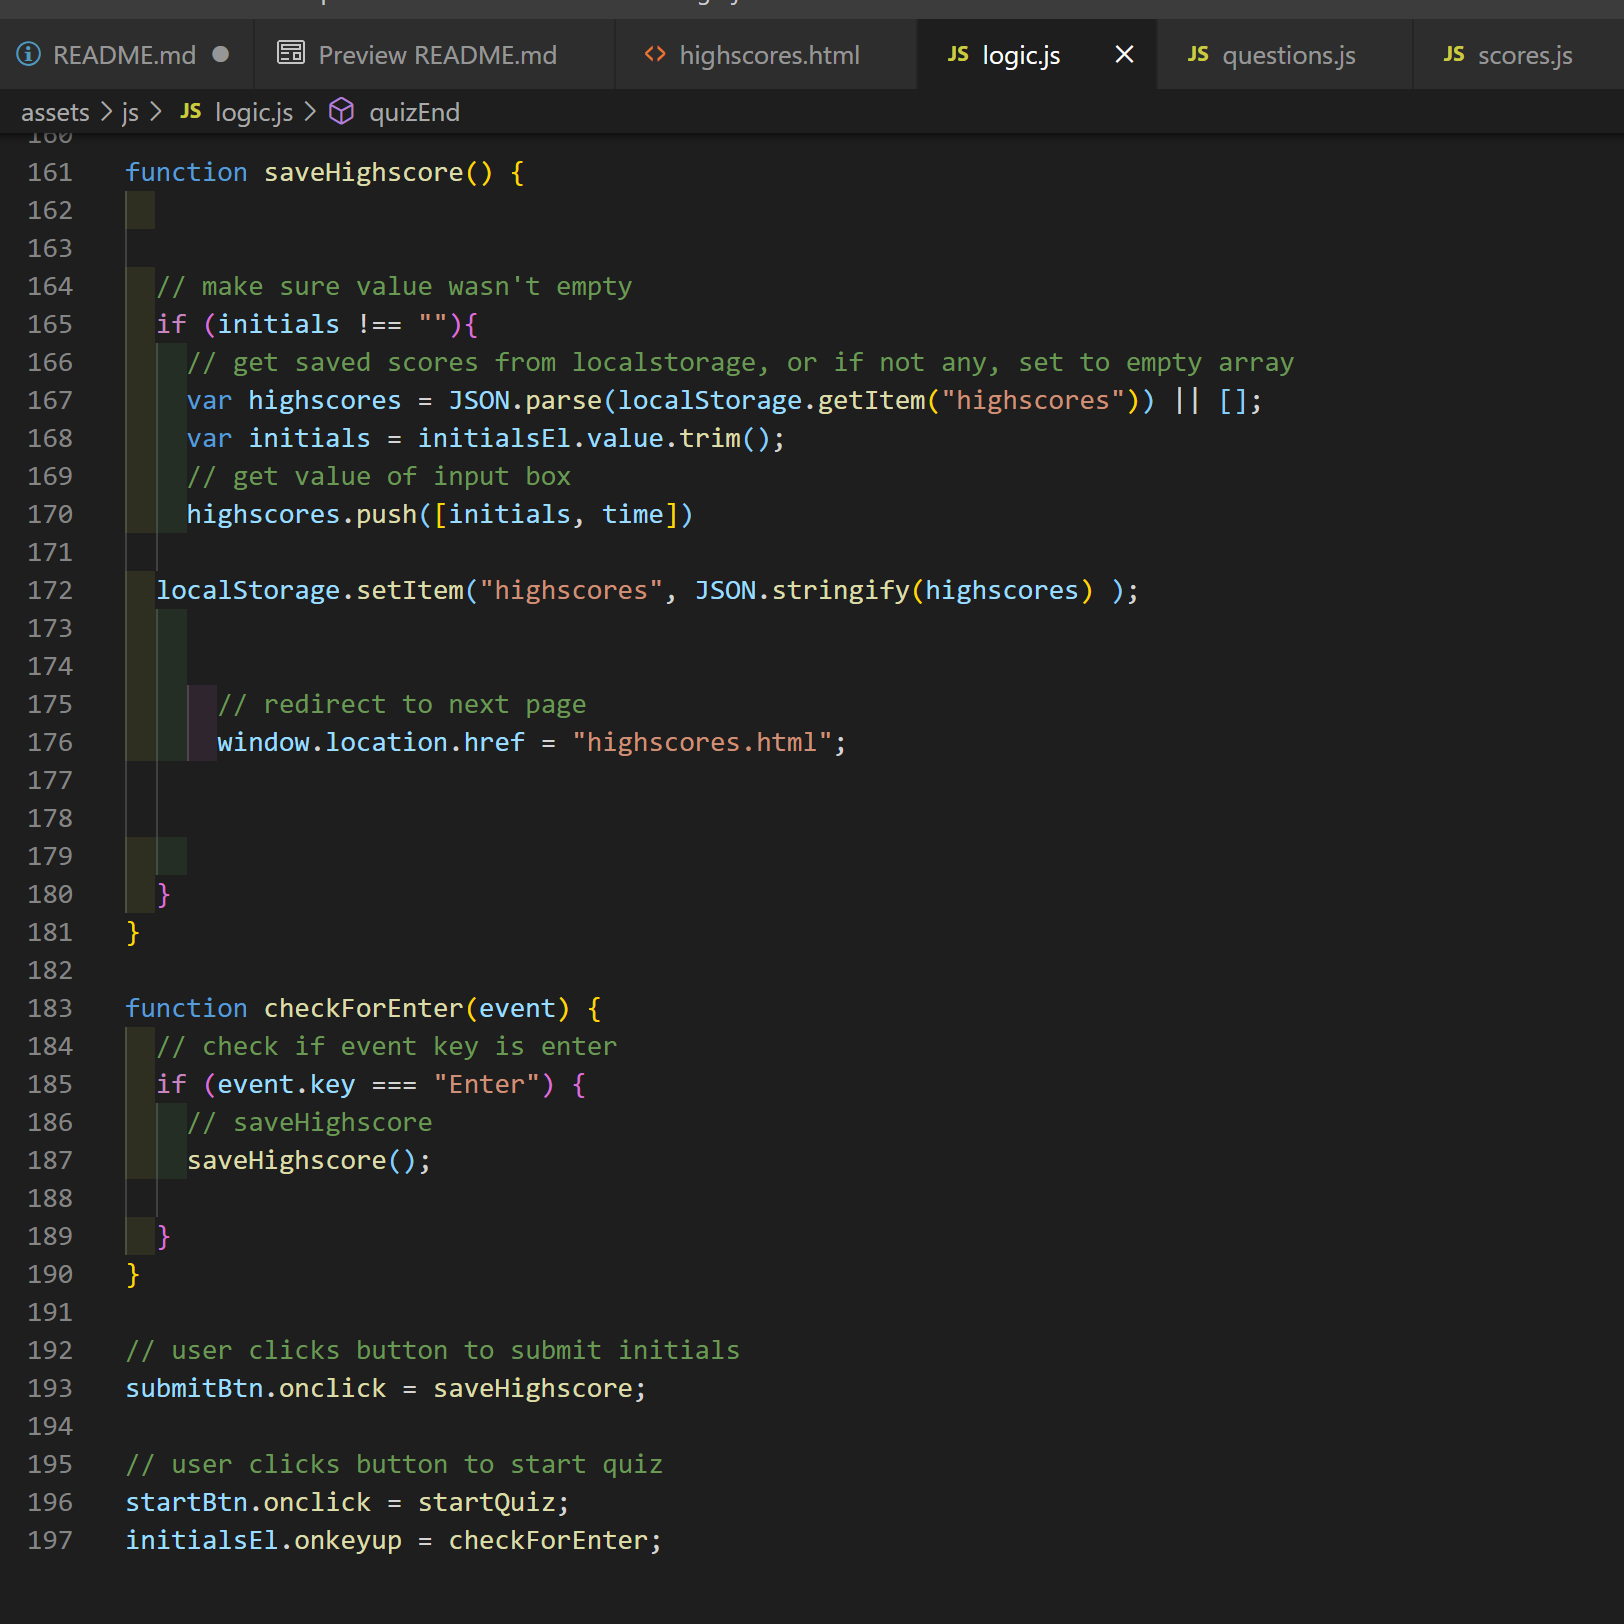 README.md
Preview README.md
<> highscores.html
JS logic.js
JS questions.js
JS scores.js
assets > js > JS logic.js > quizEnd
160
161 function saveHighscore() {
162
163
164 // make sure value wasn't empty
165 if (initials !== ""){
166 // get saved scores from localstorage, or if not any, set to empty array
167 var highscores = JSON.parse(localStorage.getItem("highscores")) || [];
168 var initials = initialsEl.value.trim();
169 // get value of input box
170 highscores.push([initials, time])
171
172 localStorage.setItem("highscores", JSON.stringify(highscores) );
173
174
175 // redirect to next page
176 window.location.href = "highscores.html";
177
178
179
180 }
181 }
182
183 function checkForEnter(event) {
184 // check if event key is enter
185 if (event.key === "Enter") {
186 // saveHighscore
187 saveHighscore();
188
189 }
190 }
191
192 // user clicks button to submit initials
193 submitBtn.onclick = saveHighscore;
194
195 // user clicks button to start quiz
196 startBtn.onclick = startQuiz;
197 initialsEl.onkeyup = checkForEnter;